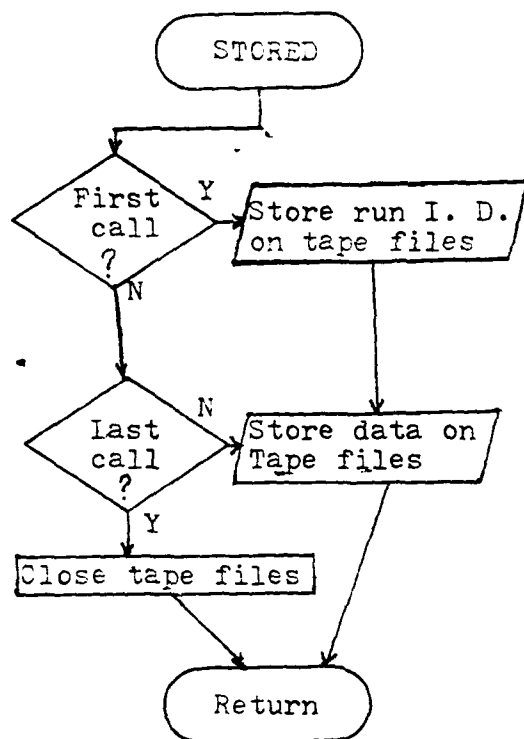 STORED
First
call
?
Y
N
Store run I. D.
on tape files
Last
call
?
N
Y
Store data on
Tape files
Close tape files
Return